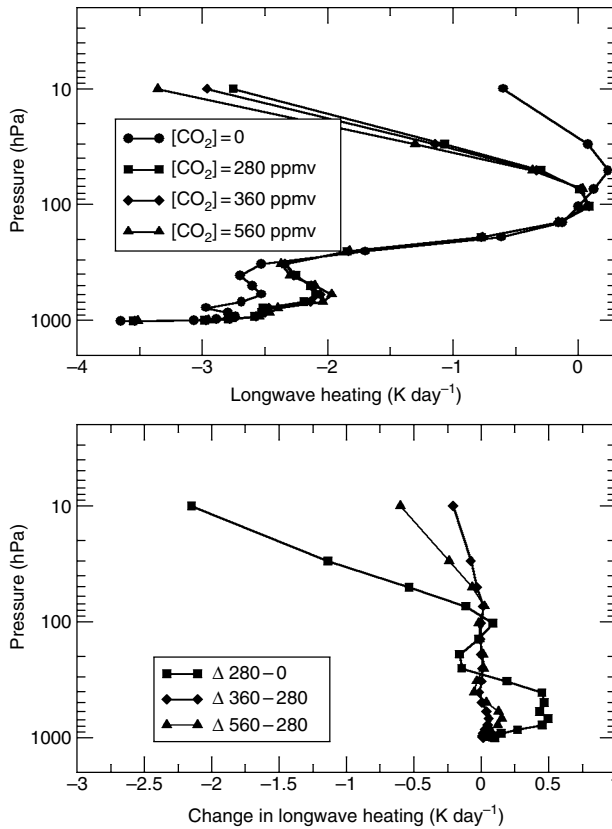 Pressure (hPa)
10
100
1000
[CO₂] = 0
[CO₂] = 280 ppmv
[CO₂] = 360 ppmv
[CO₂] = 560 ppmv
−4 −3 −2 −1 0
Longwave heating (K day⁻¹)
Pressure (hPa)
10
100
1000
Δ 280 − 0
Δ 360 − 280
Δ 560 − 280
−3 −2.5 −2 −1.5 −1 −0.5 0 0.5 1
Change in longwave heating (K day⁻¹)